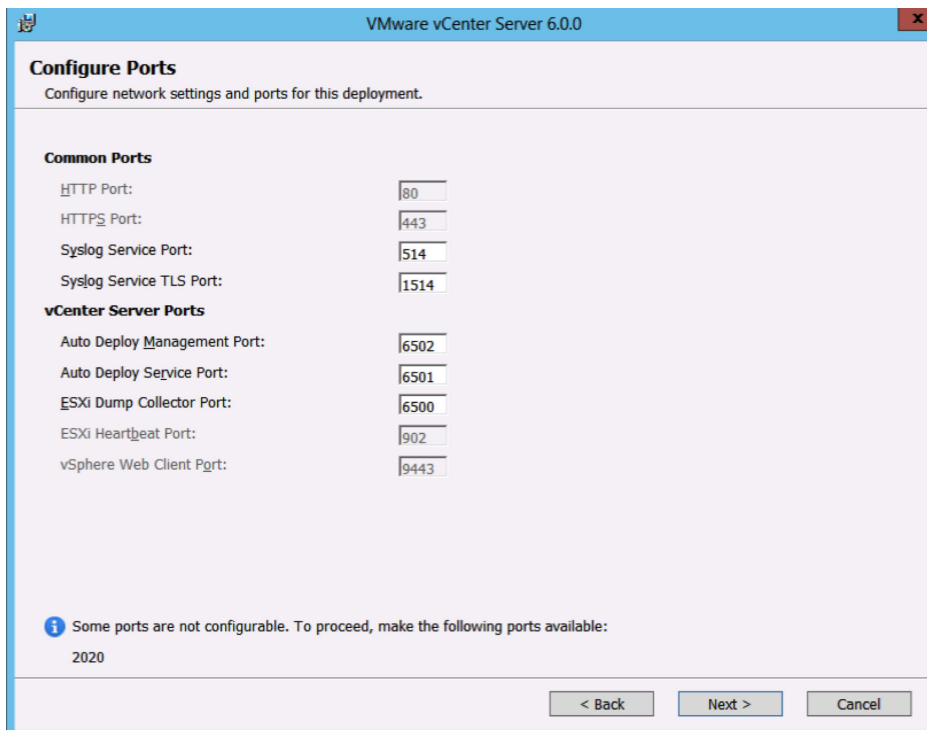 VMware vCenter Server 6.0.0
x
Configure Ports
Configure network settings and ports for this deployment.
Common Ports
HTTP Port: 80
HTTPS Port: 443
Syslog Service Port: 514
Syslog Service TLS Port: 1514
vCenter Server Ports
Auto Deploy Management Port: 6502
Auto Deploy Service Port: 6501
ESXi Dump Collector Port: 6500
ESXi Heartbeat Port: 902
vSphere Web Client Port: 9443
Some ports are not configurable. To proceed, make the following ports available:
2020
< Back Next > Cancel